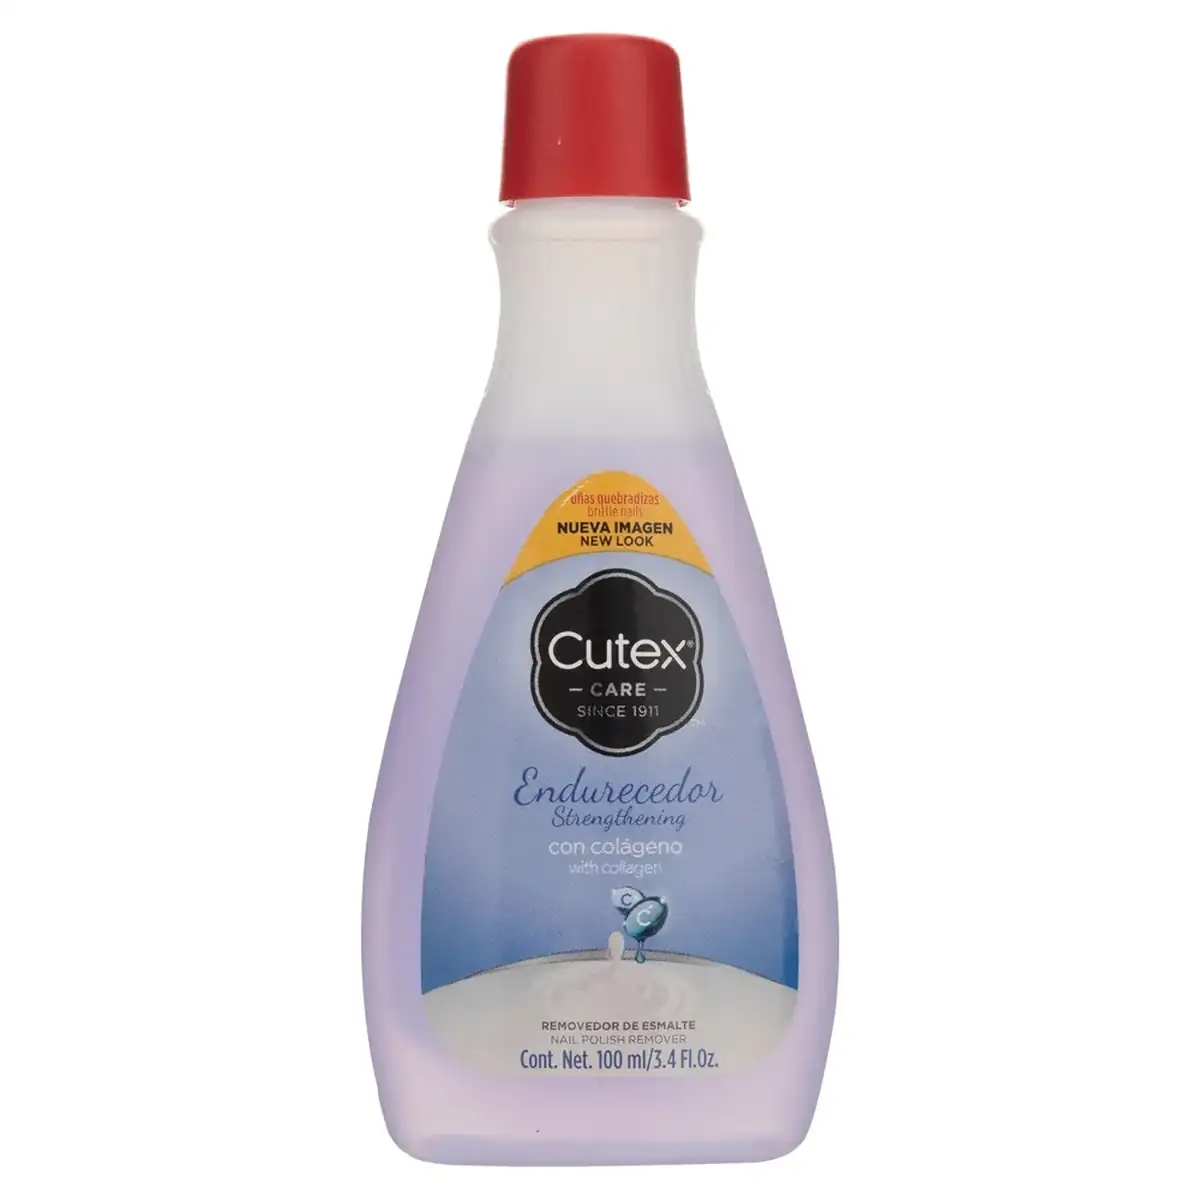 uñas quebradizas
brittle nails
NUEVA IMAGEN
NEW LOOK
Cutex®
CARE
SINCE 1911
TM
Endurecedor
Strengthening
con colágeno
with collagen
C
C
REMOVEDOR DE ESMALTE
NAIL POLISH REMOVER
Cont. Net. 100 ml/3.4 Fl.Oz.